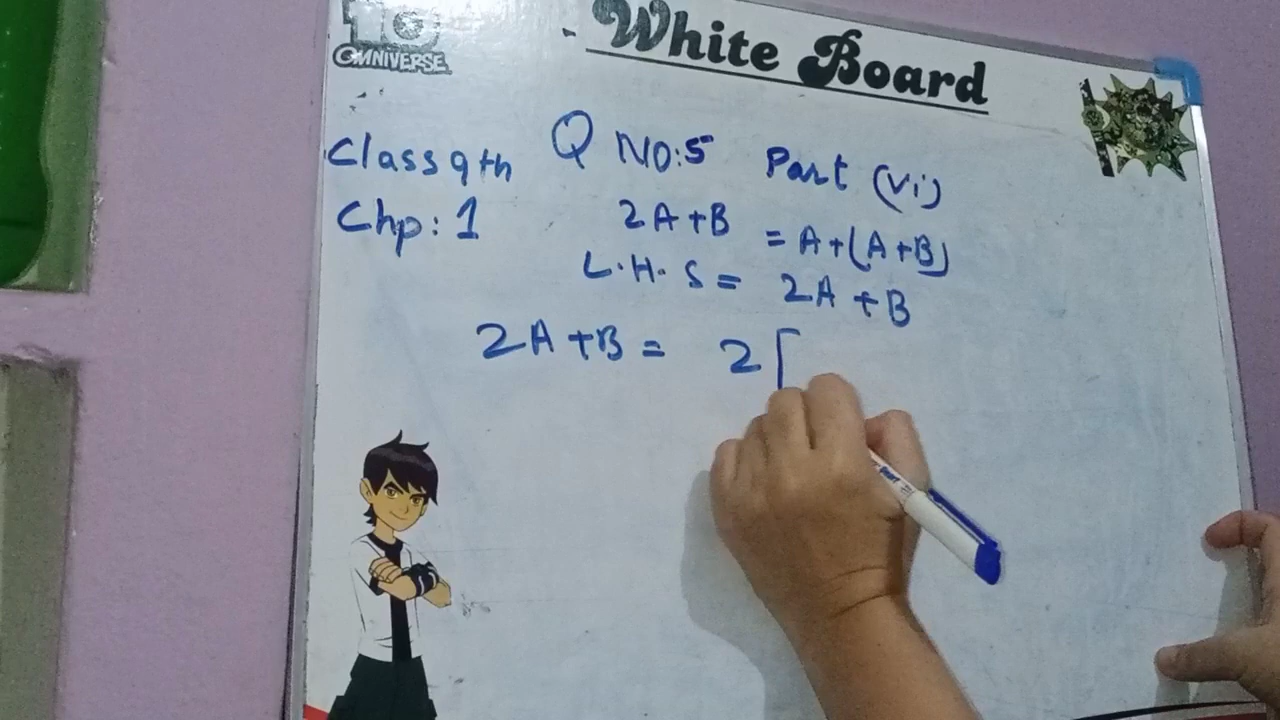 OMNIVERSE
White Board
Class 9th
Chp: 1
Q NO:5 Part (vi)
2A+B = A+(A+B)
L.H.S = 2A+B
2A+B = 2[